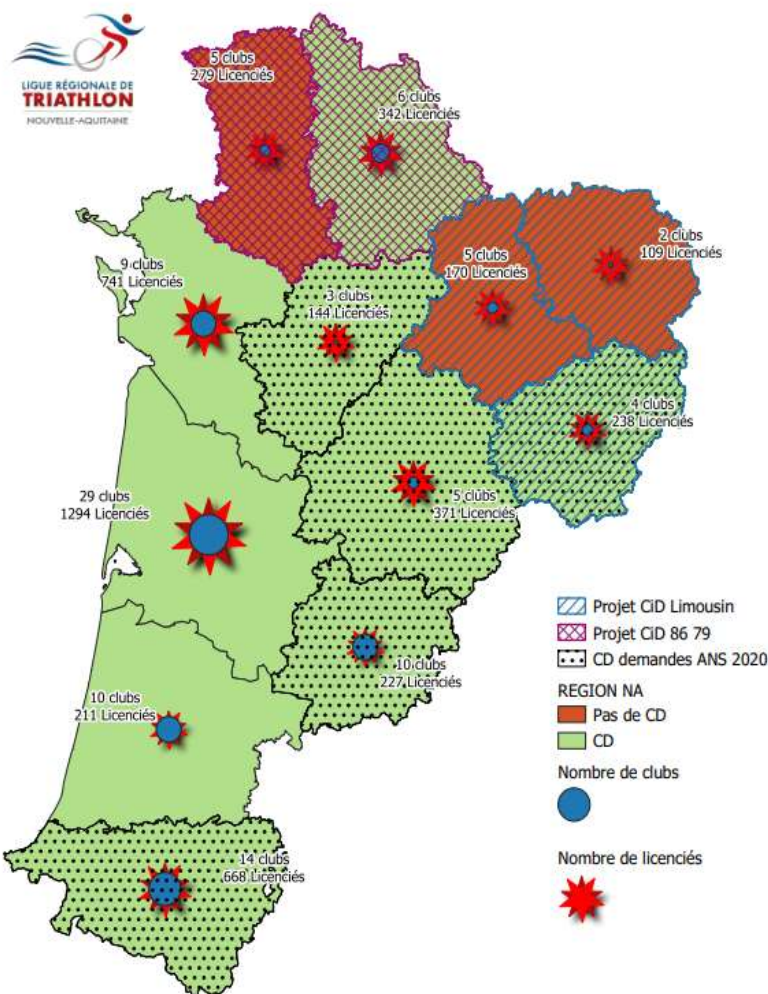 LIGUE RÉGIONALE DE
TRIATHLON
NOUVELLE-AQUITAINE
5 clubs
279 Licenciés
6 clubs
342 Licenciés
9 clubs
741 Licenciés
3 clubs
144 Licenciés
5 clubs
170 Licenciés
2 clubs
109 Licenciés
4 clubs
238 Licenciés
29 clubs
1294 Licenciés
5 clubs
371 Licenciés
10 clubs
227 Licenciés
10 clubs
211 Licenciés
14 clubs
668 Licenciés
Projet CiD Limousin
Projet CiD 86 79
CD demandes ANS 2020
REGION NA
Pas de CD
CD
Nombre de clubs
Nombre de licenciés